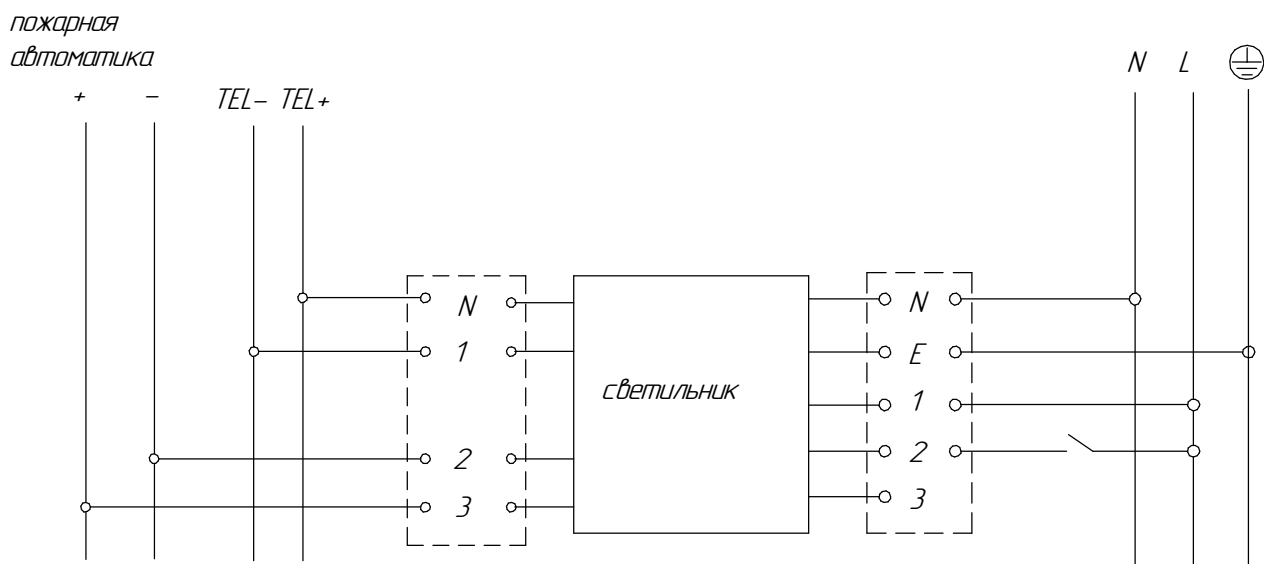 пожарная
автоматика
+ − TEL− TEL+
N L
N
1
2
3
светильник
N
E
1
2
3